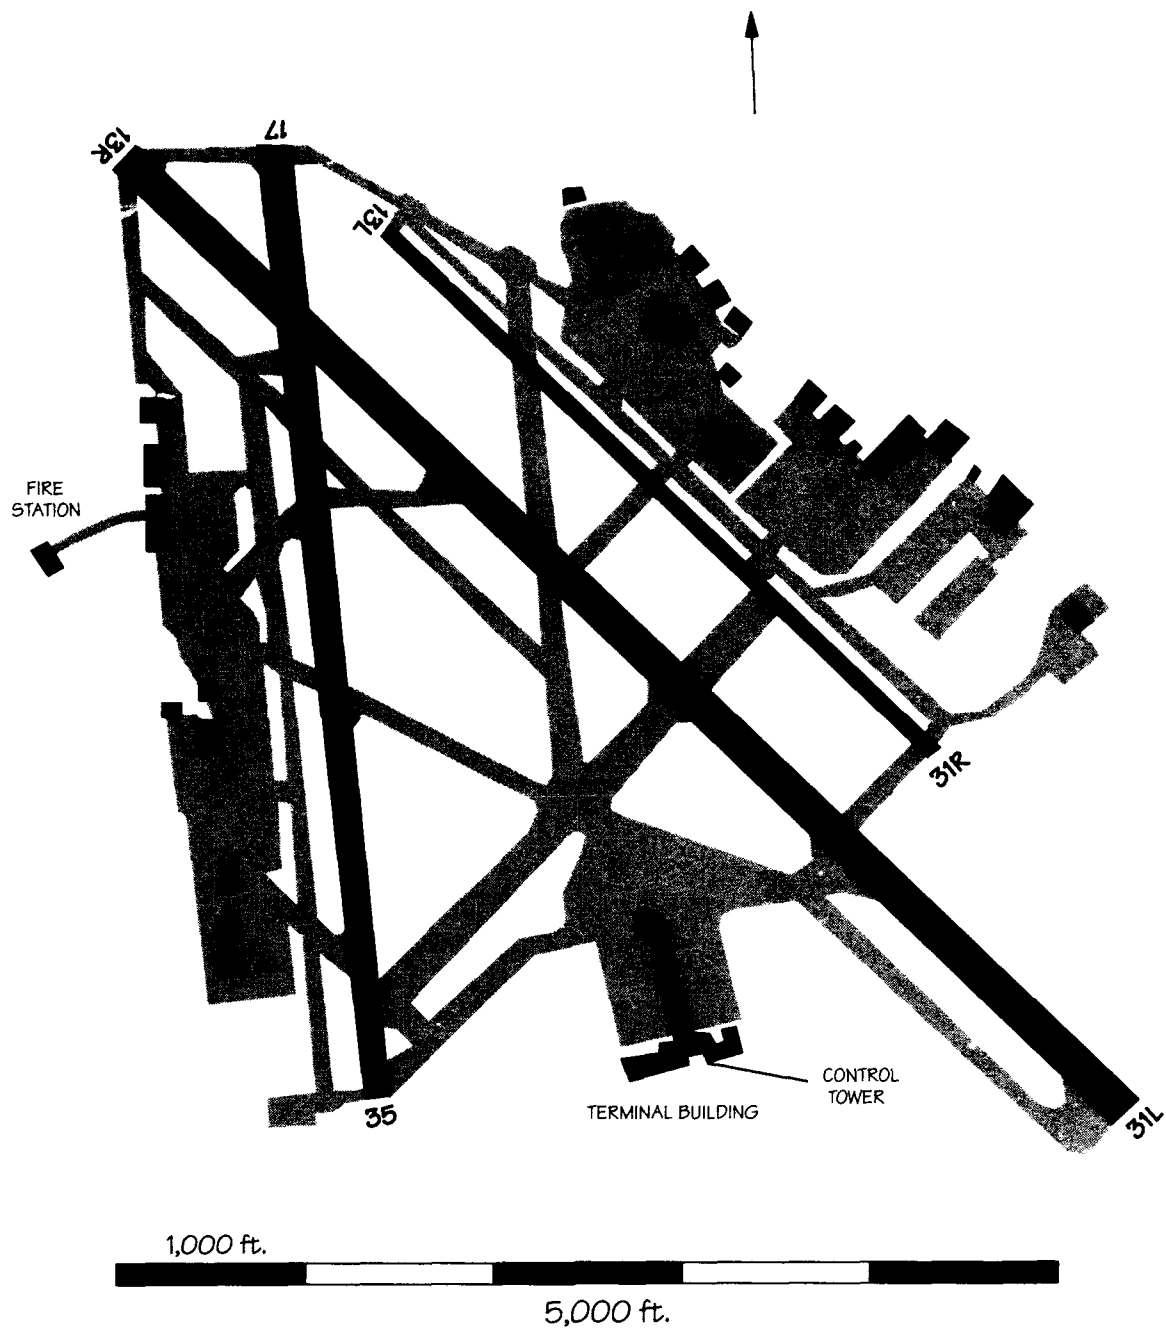 13R
17
13L
FIRE
STATION
31R
CONTROL
TOWER
TERMINAL BUILDING
35
31L
1,000 ft.
5,000 ft.